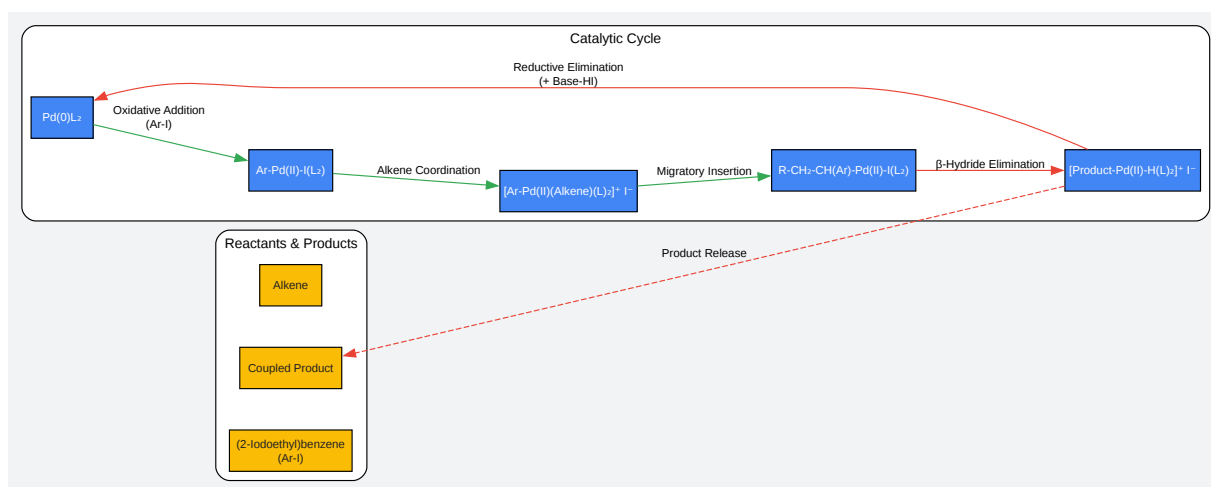 Catalytic Cycle
Reductive Elimination
(+ Base-HI)
Pd(0)L₂
Oxidative Addition
(Ar-I)
Ar-Pd(II)-I(L₂)
Alkene Coordination
[Ar-Pd(II)(Alkene)(L)₂]⁺ I⁻
Migratory Insertion
R-CH₂-CH(Ar)-Pd(II)-I(L₂)
β-Hydride Elimination
[Product-Pd(II)-H(L)₂]⁺ I⁻
Product Release
Reactants & Products
Alkene
Coupled Product
(2-Iodoethyl)benzene
(Ar-I)